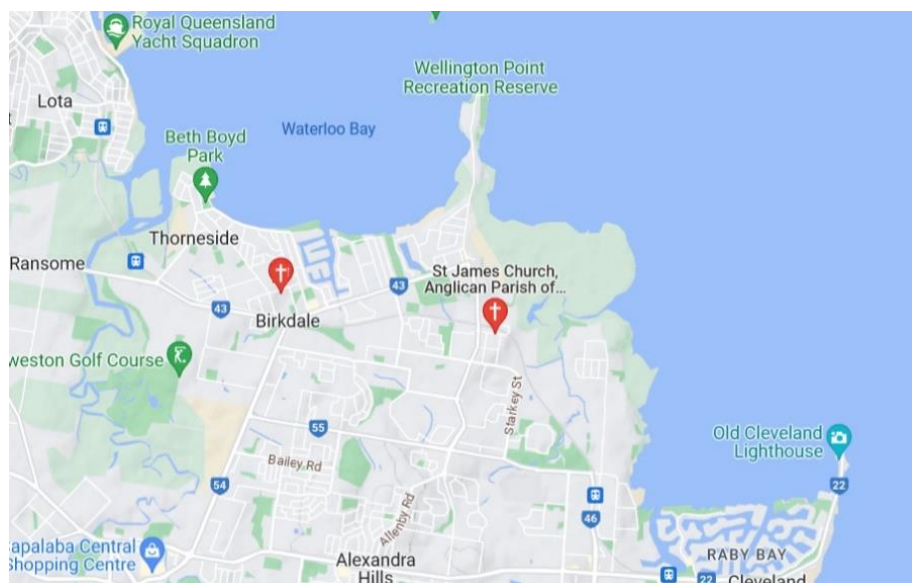 Royal Queensland
Yacht Squadron
Wellington Point
Recreation Reserve
Lota
Waterloo Bay
Beth Boyd
Park
Thorneside
Ransome
St James Church,
Anglican Parish of...
43
43
Birkdale
weston Golf Course
Starkey St
55
Old Cleveland
Lighthouse
Bailey Rd
54
22
Allenby Rd
46
apalaba Central
Shopping Centre
Alexandra
Hills
RABY BAY
22
Cleveland